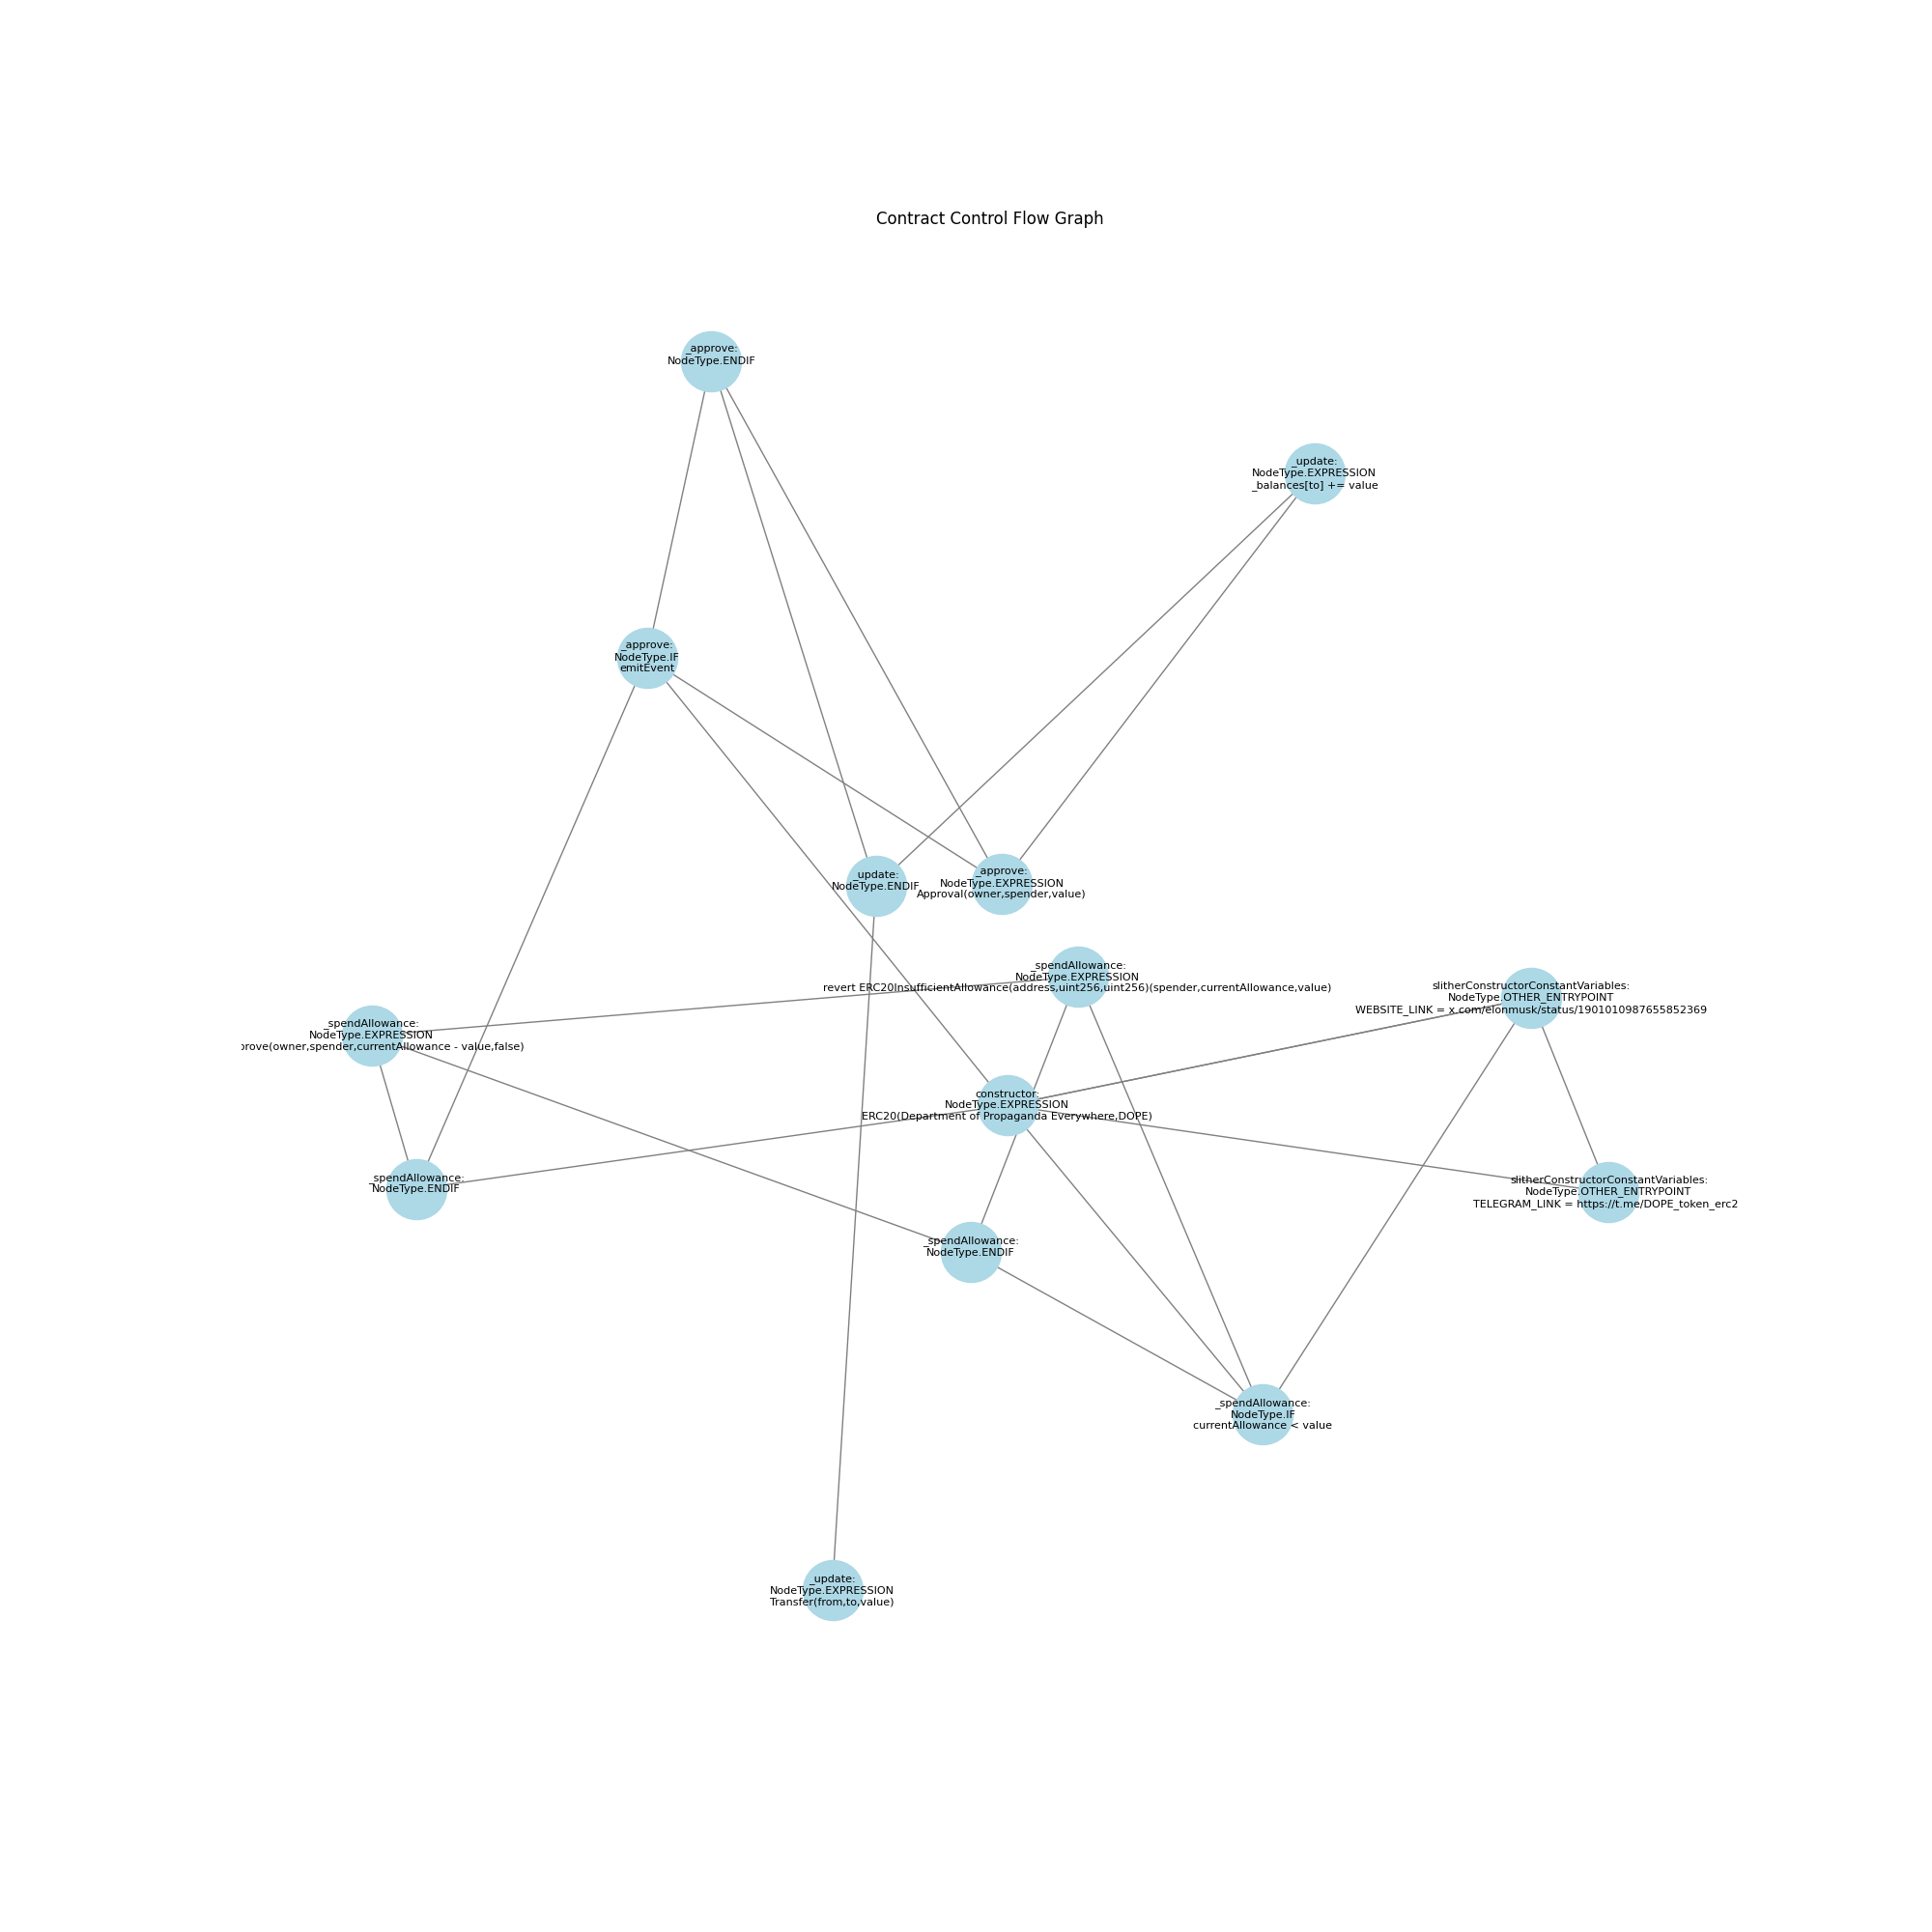 Contract Control Flow Graph
_approve:
NodeType.ENDIF
_update:
NodeType.EXPRESSION
_balances[to] += value
_approve:
NodeType.IF
emitEvent
_update:
NodeType.ENDIF
_approve:
NodeType.EXPRESSION
Approval(owner,spender,value)
_spendAllowance:
NodeType.EXPRESSION
revert ERC20InsufficientAllowance(address,uint256,uint256)(spender,currentAllowance,value)
slitherConstructorConstantVariables:
NodeType.OTHER_ENTRYPOINT
WEBSITE_LINK = x.com/elonmusk/status/1901010987655852369
_spendAllowance:
NodeType.EXPRESSION
prove(owner,spender,currentAllowance - value,false)
constructor:
NodeType.EXPRESSION
ERC20(Department of Propaganda Everywhere,DOPE)
_spendAllowance:
NodeType.ENDIF
slitherConstructorConstantVariables:
NodeType.OTHER_ENTRYPOINT
TELEGRAM_LINK = https://t.me/DOPE_token_erc2
_spendAllowance:
NodeType.ENDIF
_spendAllowance:
NodeType.IF
currentAllowance < value
_update:
NodeType.EXPRESSION
Transfer(from,to,value)